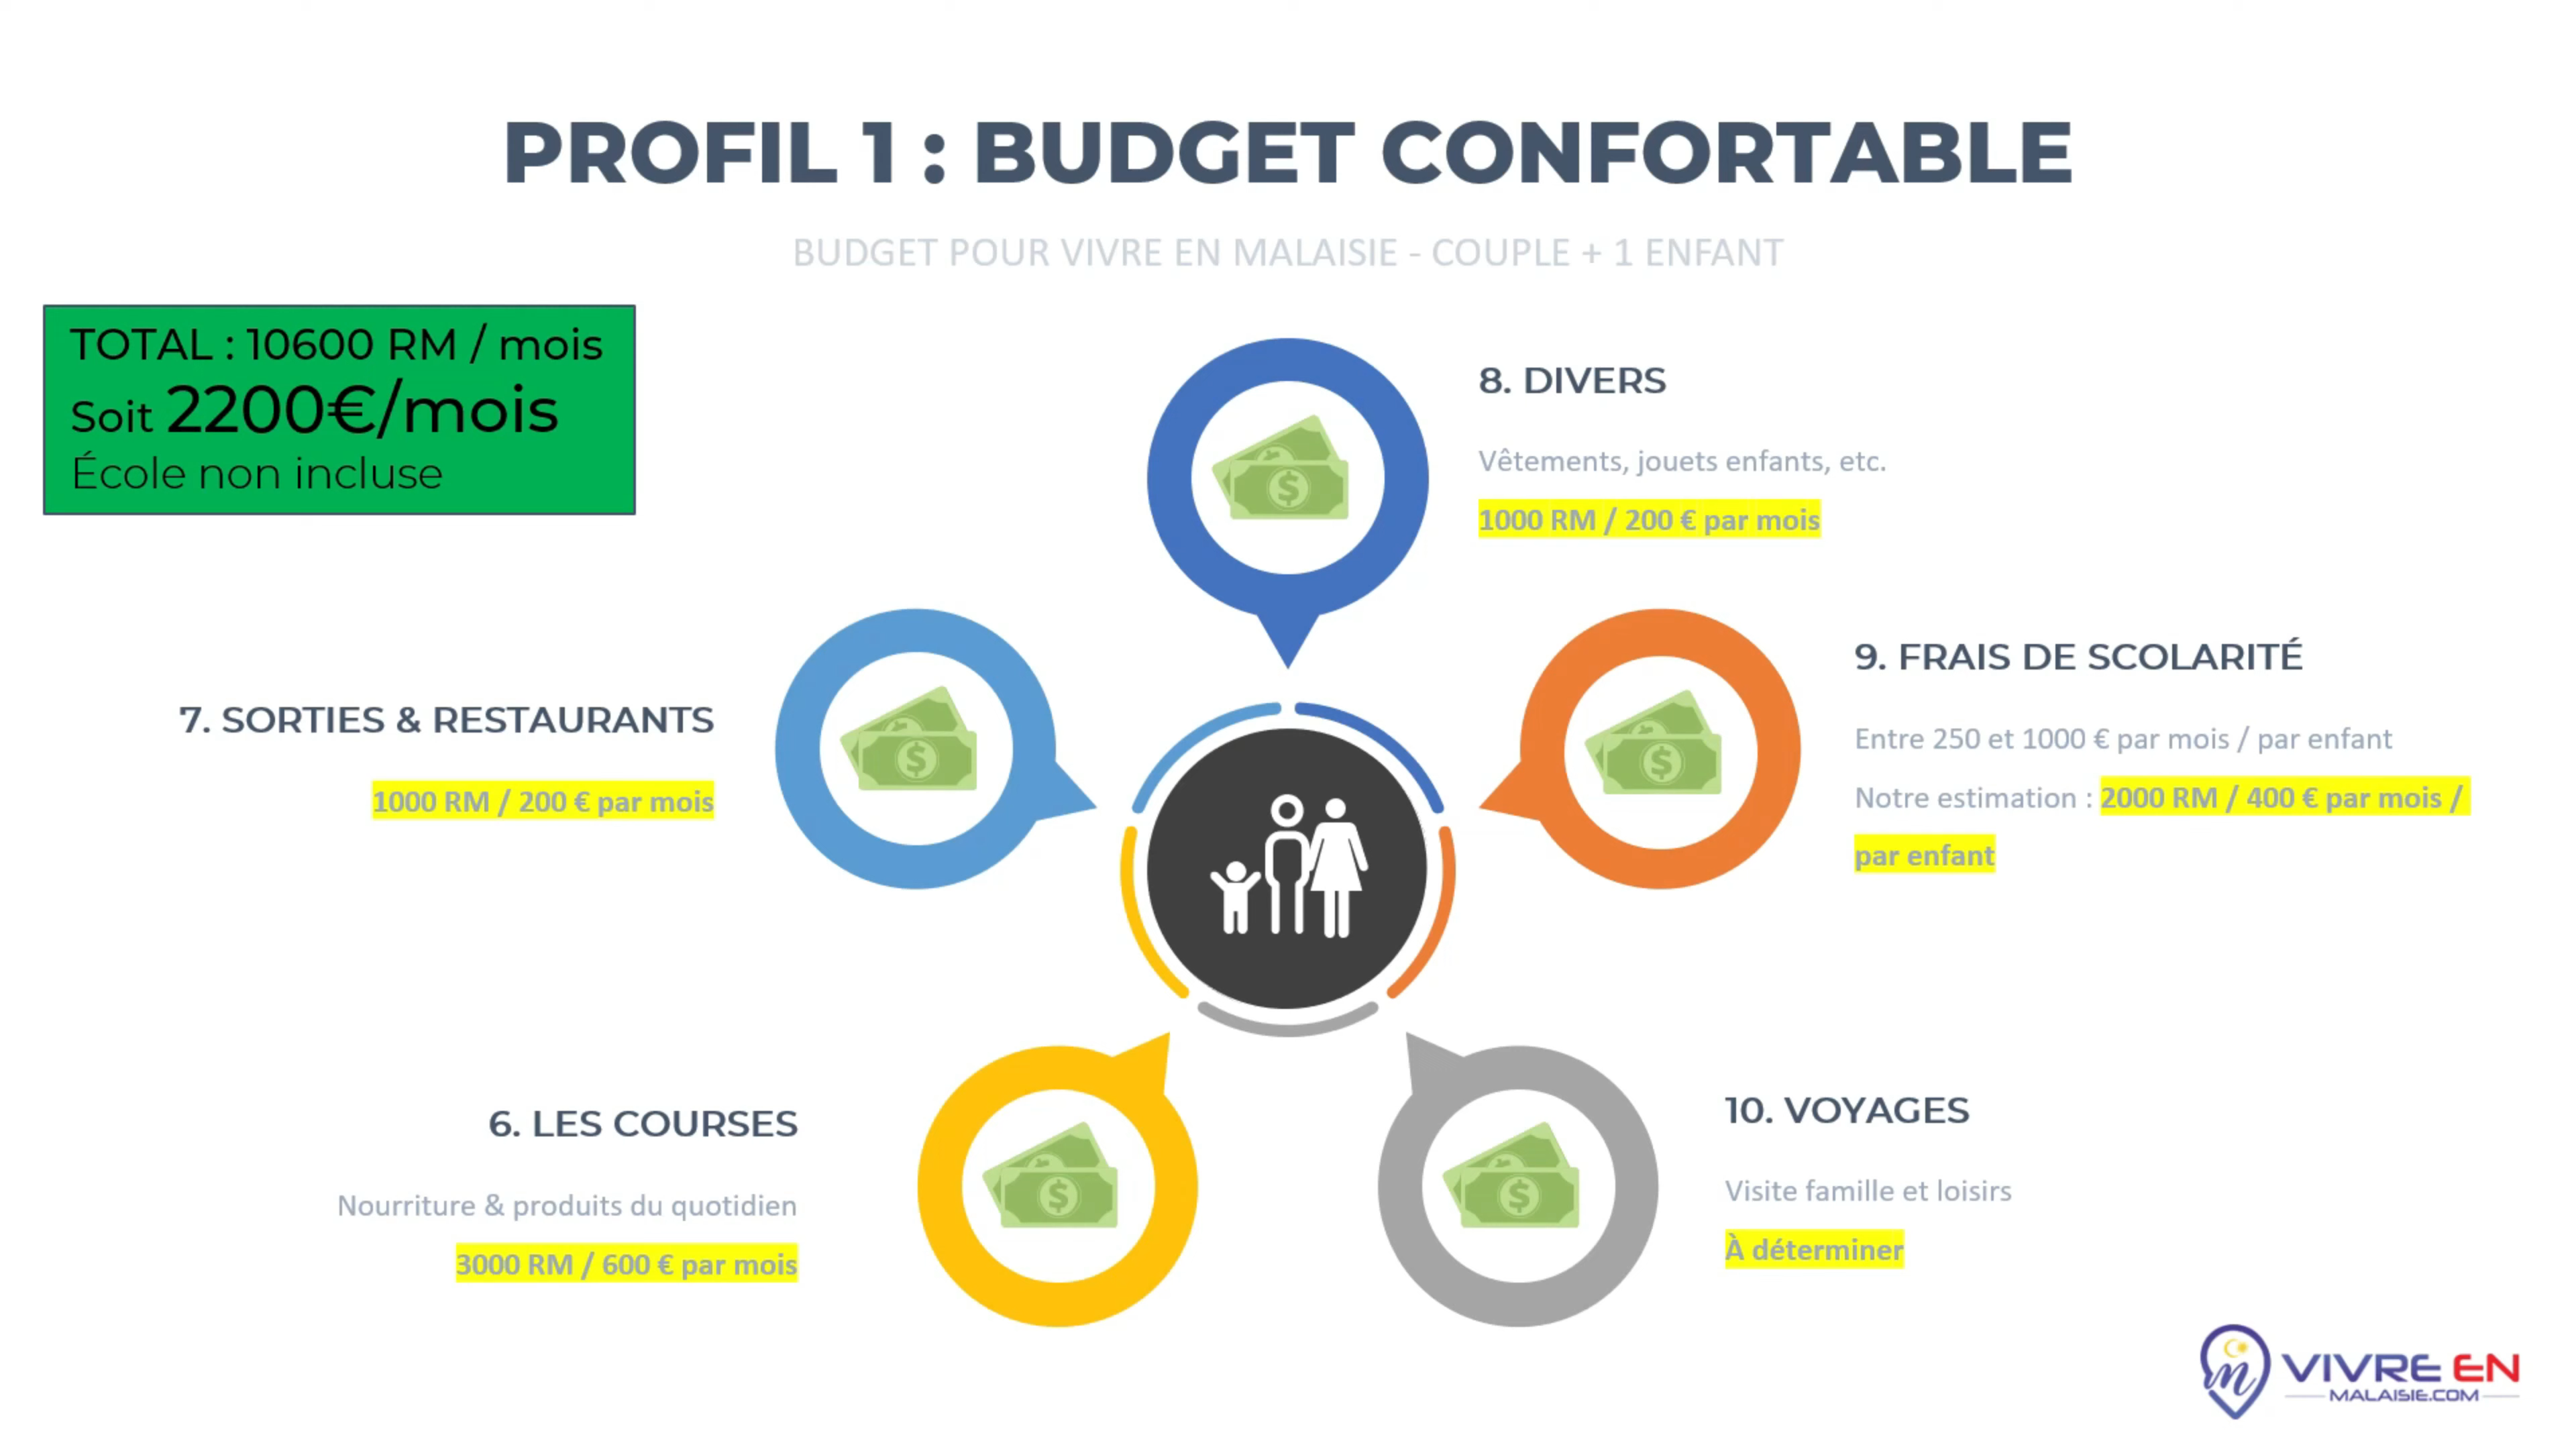 PROFIL 1 : BUDGET CONFORTABLE
BUDGET POUR VIVRE EN MALAISIE - COUPLE + 1 ENFANT
TOTAL : 10600 RM / mois
Soit 2200€/mois
École non incluse
8. DIVERS
Vêtements, jouets enfants, etc.
1000 RM / 200 € par mois
7. SORTIES & RESTAURANTS
1000 RM / 200 € par mois
9. FRAIS DE SCOLARITÉ
Entre 250 et 1000 € par mois / par enfant
Notre estimation : 2000 RM / 400 € par mois /
par enfant
6. LES COURSES
Nourriture & produits du quotidien
3000 RM / 600 € par mois
10. VOYAGES
Visite famille et loisirs
À déterminer
VIVRE EN
MALAISIE.COM